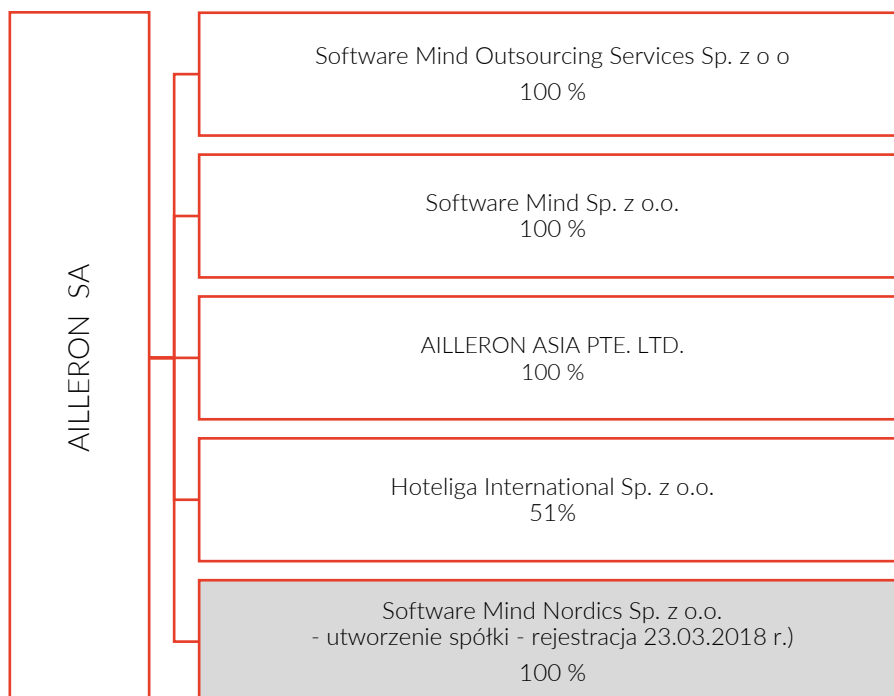 AILLERON SA
Software Mind Outsourcing Services Sp. z o o
100 %
Software Mind Sp. z o.o.
100 %
AILLERON ASIA PTE. LTD.
100 %
Hoteliga International Sp. z o.o.
51%
Software Mind Nordics Sp. z o.o.
- utworzenie spółki - rejestracja 23.03.2018 r.)
100 %